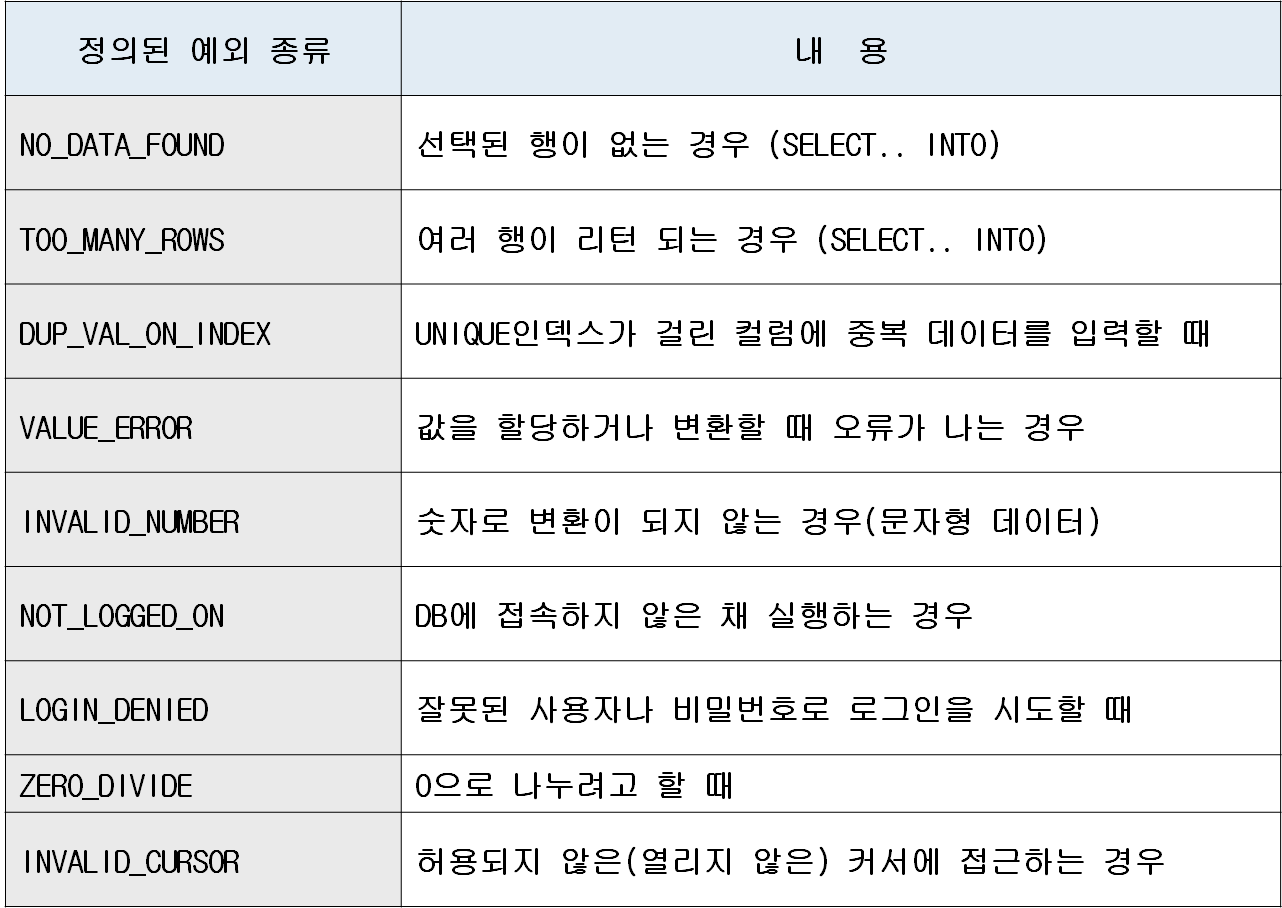 정의된 예외 종류 내 용
NO_DATA_FOUND 선택된 행이 없는 경우 (SELECT.. INTO)
TOO_MANY_ROWS 여러 행이 리턴 되는 경우 (SELECT.. INTO)
DUP_VAL_ON_INDEX UNIQUE인덱스가 걸린 컬럼에 중복 데이터를 입력할 때
VALUE_ERROR 값을 할당하거나 변환할 때 오류가 나는 경우
INVALID_NUMBER 숫자로 변환이 되지 않는 경우(문자형 데이터)
NOT_LOGGED_ON DB에 접속하지 않은 채 실행하는 경우
LOGIN_DENIED 잘못된 사용자나 비밀번호로 로그인을 시도할 때
ZERO_DIVIDE 0으로 나누려고 할 때
INVALID_CURSOR 허용되지 않은(열리지 않은) 커서에 접근하는 경우